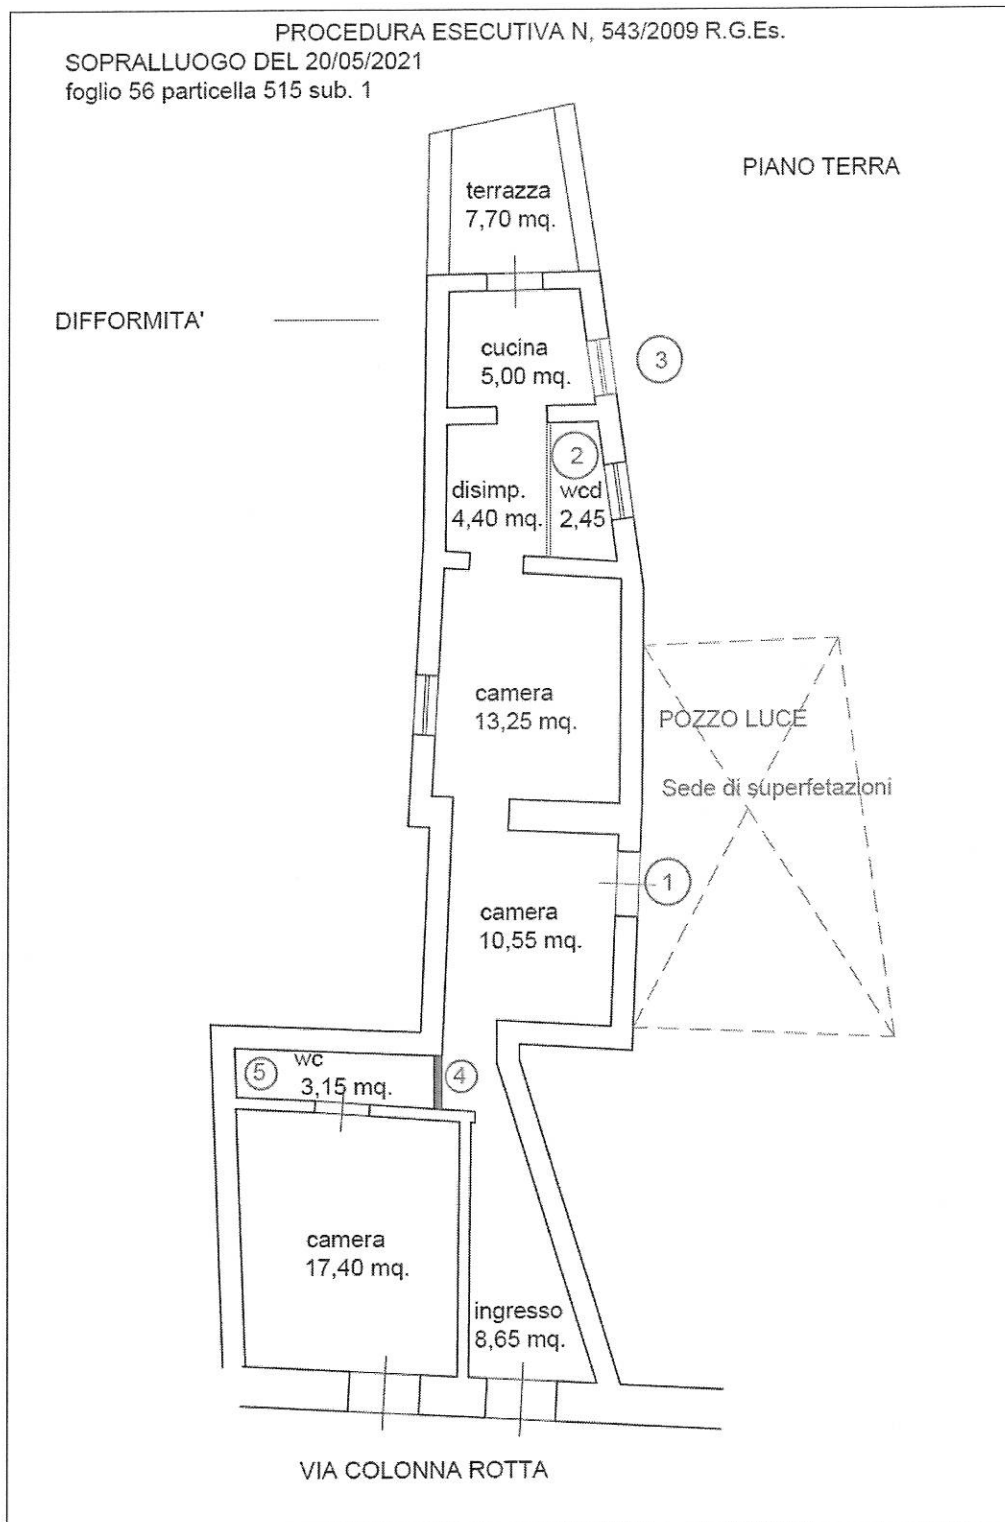 PROCEDURA ESECUTIVA N, 543/2009 R.G.Es.
SOPRALLUOGO DEL 20/05/2021
foglio 56 particella 515 sub. 1
PIANO TERRA
terrazza
7,70 mq.
DIFFORMITA'
cucina
5,00 mq.
3
2
disimp.
4,40 mq.
wcd
2,45
camera
13,25 mq.
POZZO LUCE
Sede di superfetazioni
1
camera
10,55 mq.
5
wc
3,15 mq.
4
camera
17,40 mq.
ingresso
8,65 mq.
VIA COLONNA ROTTA